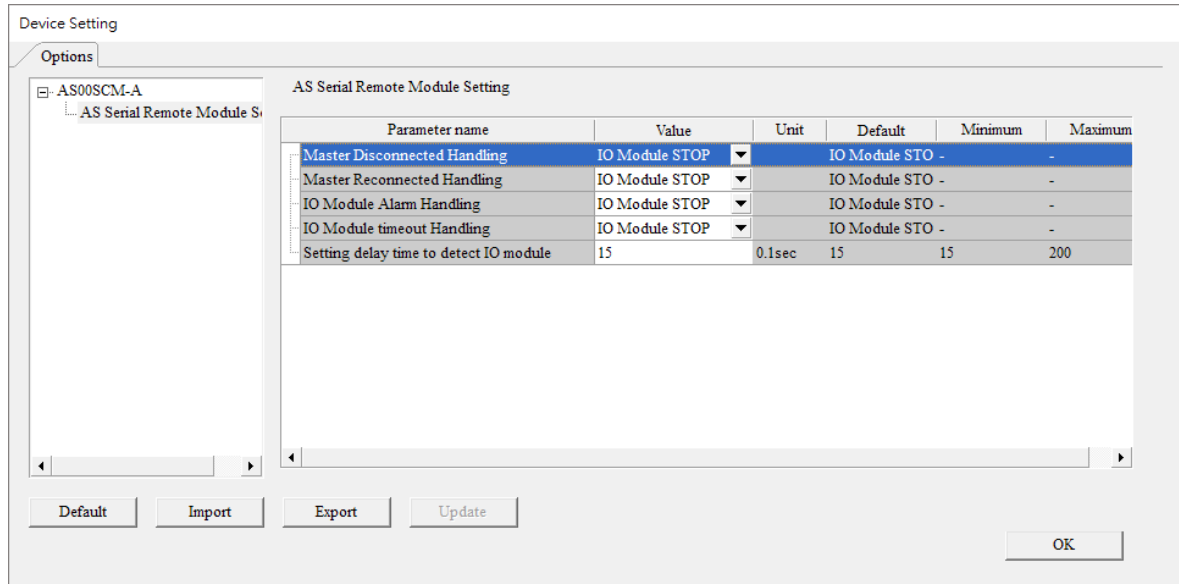 Device Setting
Options
AS00SCM-A
AS Serial Remote Module S
AS Serial Remote Module Setting
Parameter name Value Unit Default Minimum Maximum
Master Disconnected Handling IO Module STOP IO Module STO - -
Master Reconnected Handling IO Module STOP IO Module STO - -
IO Module Alarm Handling IO Module STOP IO Module STO - -
IO Module timeout Handling IO Module STOP IO Module STO - -
Setting delay time to detect IO module 15 0.1sec 15 15 200
Default Import Export Update
OK